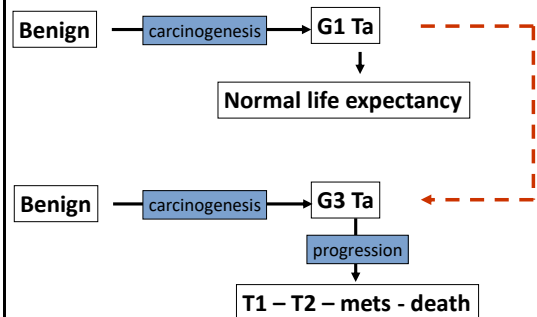 Benign carcinogenesis G1 Ta
Normal life expectancy
Benign carcinogenesis G3 Ta
progression
T1 – T2 – mets - death